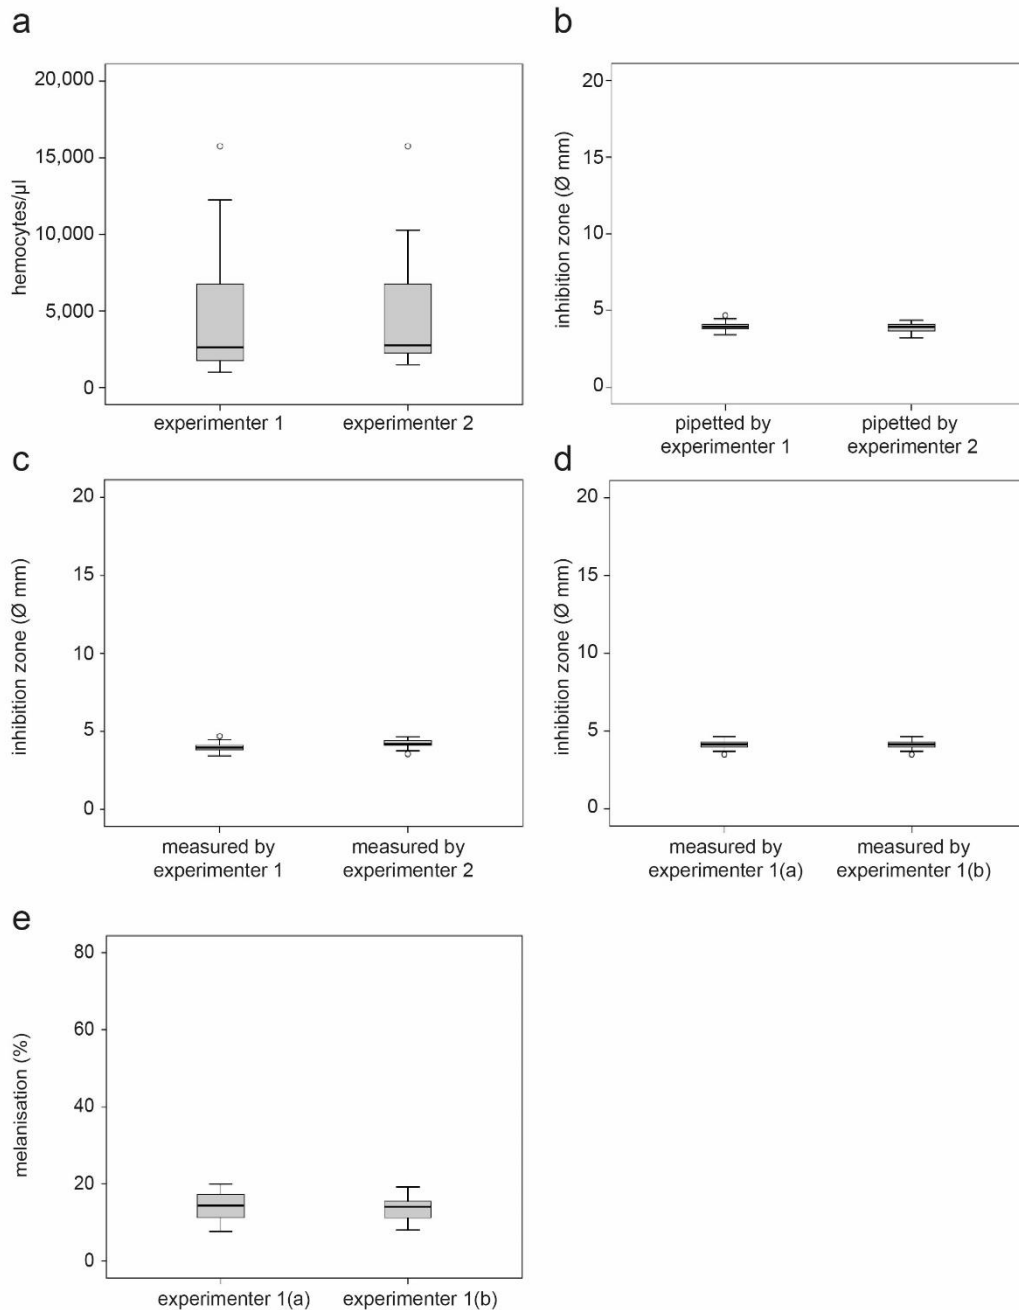 a
20,000
15,000
10,000
5,000
0
hemocytes/µl
experimenter 1
experimenter 2
b
20
15
10
5
0
inhibition zone (Ø mm)
pipetted by
experimenter 1
pipetted by
experimenter 2
c
20
15
10
5
0
inhibition zone (Ø mm)
measured by
experimenter 1
measured by
experimenter 2
d
20
15
10
5
0
inhibition zone (Ø mm)
measured by
experimenter 1(a)
measured by
experimenter 1(b)
e
80
60
40
20
0
melanisation (%)
experimenter 1(a)
experimenter 1(b)